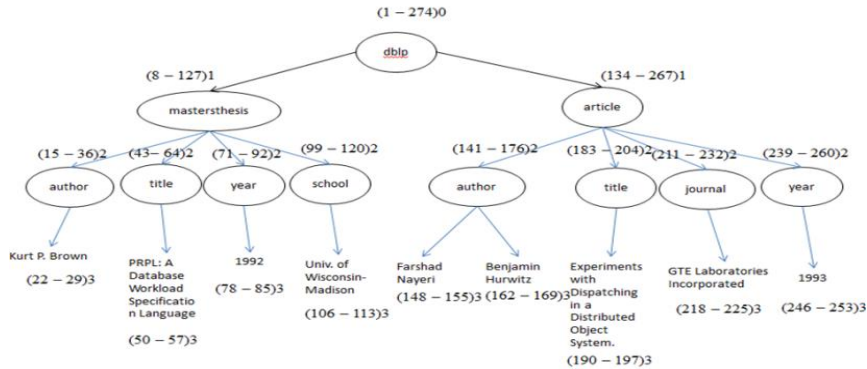 (1 – 274)0
dblp
(8 – 127)1
(134 – 267)1
mastersthesis
article
(15 – 36)2
(43– 64)2
(71 – 92)2
(99 – 120)2
(141 – 176)2
(183 – 204)2
(211 – 232)2
(239 – 260)2
author
title
year
school
author
title
journal
year
Kurt P. Brown
(22 – 29)3
PRPL: A
Database
Workload
Specificatio
n Language
(50 – 57)3
1992
(78 – 85)3
Univ. of
Wisconsin-
Madison
(106 – 113)3
Farshad
Nayeri
(148 – 155)3
Benjamin
Hurwitz
(162 – 169)3
Experiments
with
Dispatching
in a
Distributed
Object
System.
(190 – 197)3
GTE Laboratories
Incorporated
(218 – 225)3
1993
(246 – 253)3